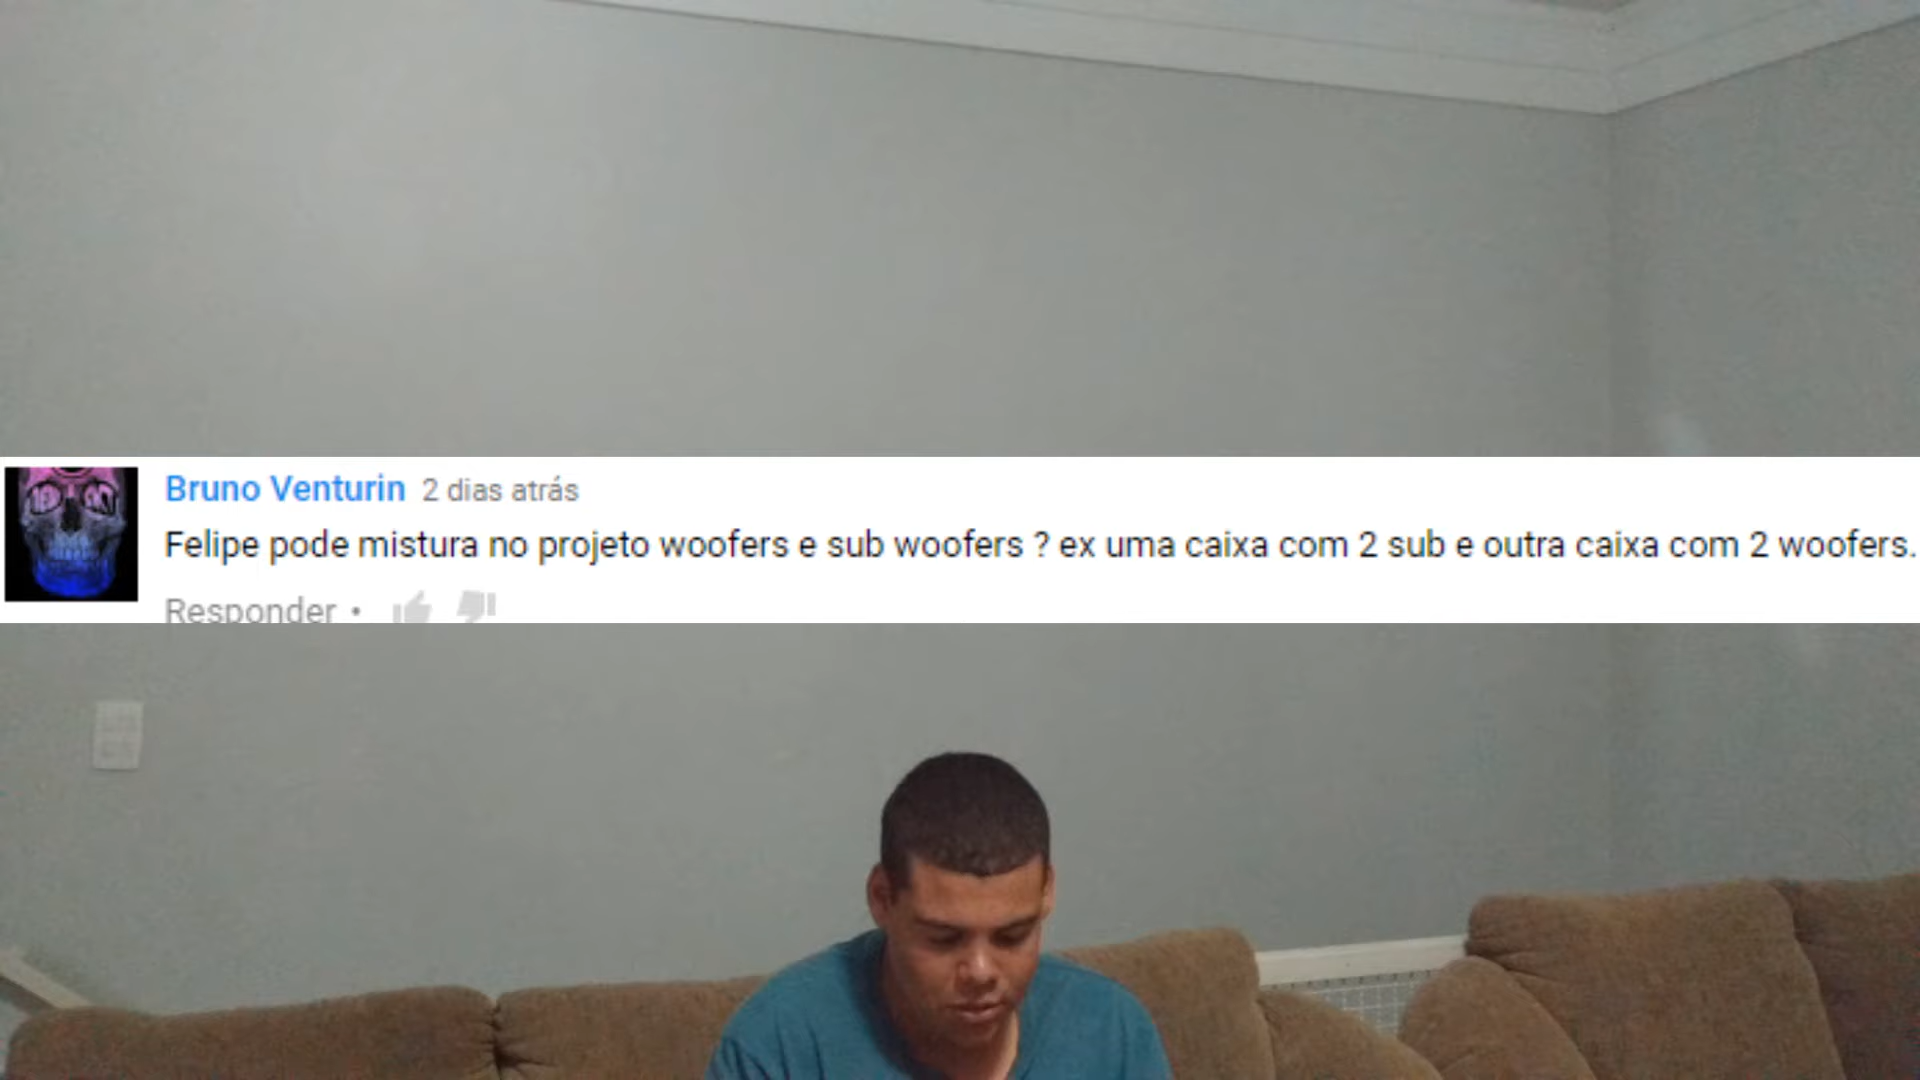 Bruno Venturin 2 dias atrás
Felipe pode mistura no projeto woofers e sub woofers ? ex uma caixa com 2 sub e outra caixa com 2 woofers.
Responder •